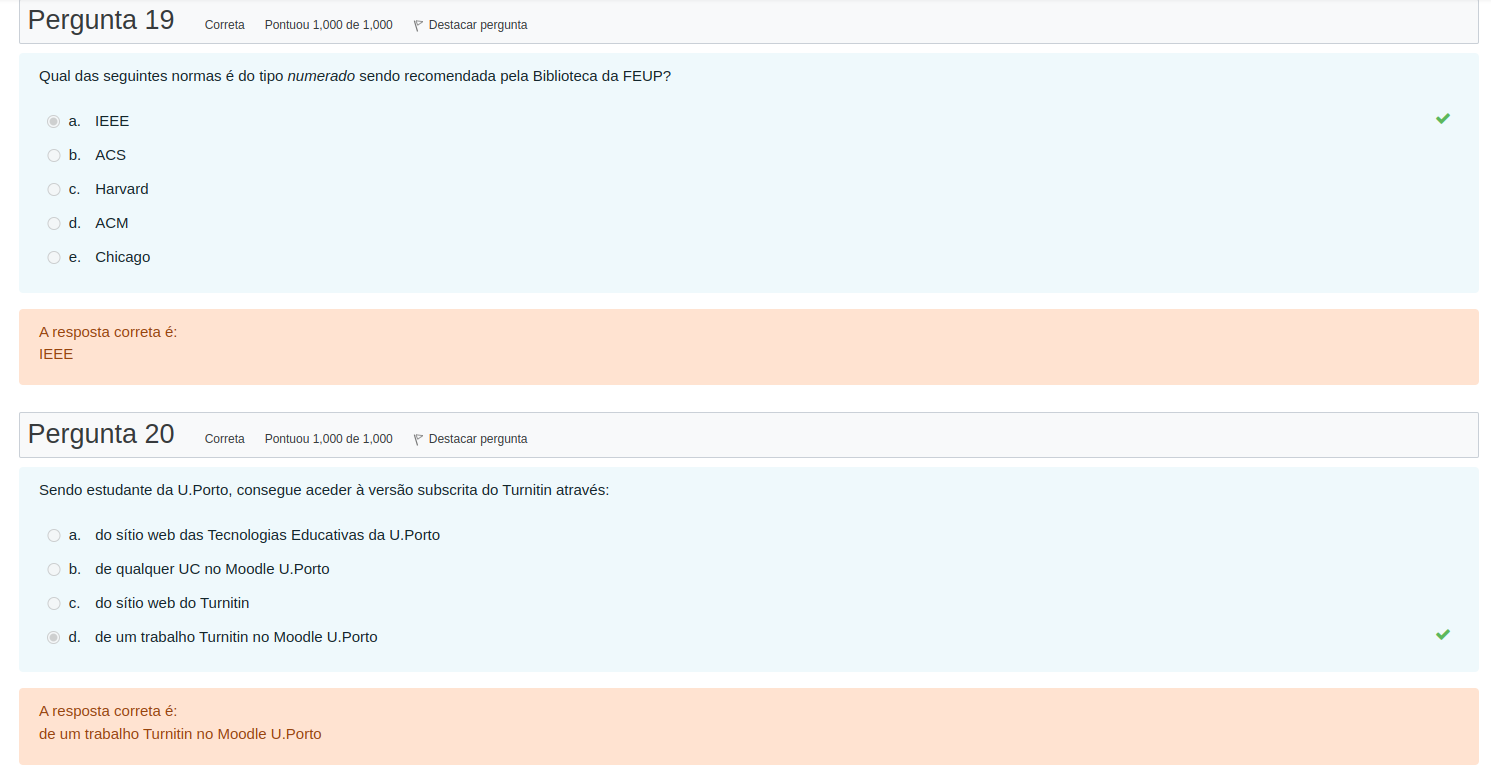 Pergunta 19 Correta Pontuou 1,000 de 1,000 Destacar pergunta
Qual das seguintes normas é do tipo numerado sendo recomendada pela Biblioteca da FEUP?
a. IEEE
b. ACS
c. Harvard
d. ACM
e. Chicago
A resposta correta é:
IEEE
Pergunta 20 Correta Pontuou 1,000 de 1,000 Destacar pergunta
Sendo estudante da U.Porto, consegue aceder à versão subscrita do Turnitin através:
a. do sítio web das Tecnologias Educativas da U.Porto
b. de qualquer UC no Moodle U.Porto
c. do sítio web do Turnitin
d. de um trabalho Turnitin no Moodle U.Porto
A resposta correta é:
de um trabalho Turnitin no Moodle U.Porto